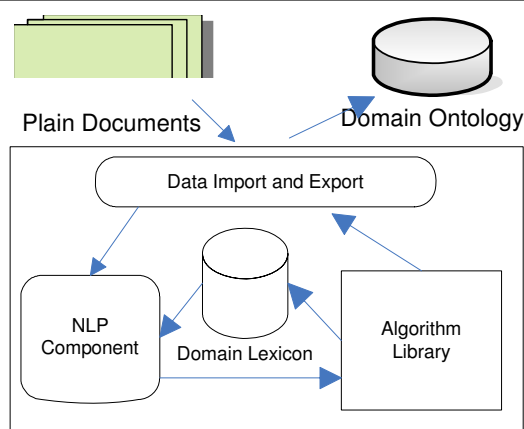 Plain Documents
Domain Ontology
Data Import and Export
NLP
Component
Domain Lexicon
Algorithm
Library